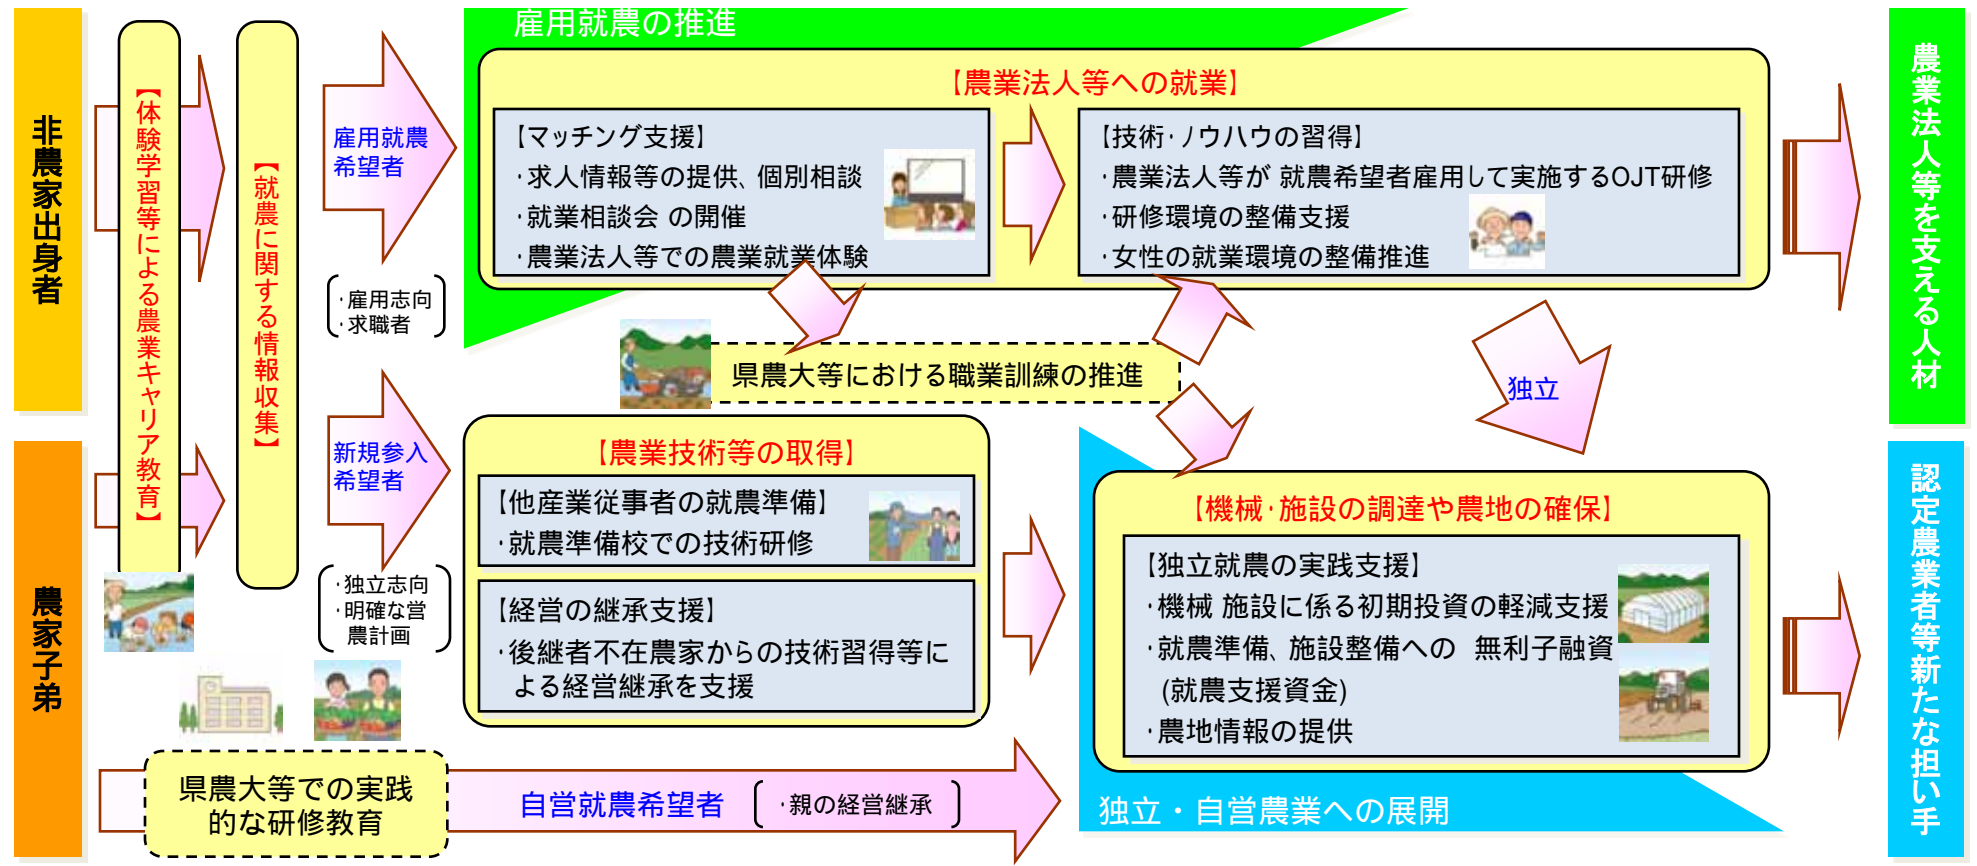 非農家出身者
農家子弟
【体験学習等による農業キャリア教育】
【就農に関する情報収集】
雇用就農
希望者
・雇用志向
・求職者
新規参入
希望者
・独立志向
・明確な営
農計画
雇用就農の推進
【農業法人等への就業】
【マッチング支援】
・求人情報等の提供、個別相談
・就業相談会 の開催
・農業法人等での農業就業体験
【技術・ノウハウの習得】
・農業法人等が 就農希望者雇用して実施するOJT研修
・研修環境の整備支援
・女性の就業環境の整備推進
県農大等における職業訓練の推進
独立
【農業技術等の取得】
【他産業従事者の就農準備】
・就農準備校での技術研修
【経営の継承支援】
・後継者不在農家からの技術習得等に
よる経営継承を支援
【機械・施設の調達や農地の確保】
【独立就農の実践支援】
・機械 施設に係る初期投資の軽減支援
・就農準備、施設整備への 無利子融資
(就農支援資金)
・農地情報の提供
県農大等での実践
的な研修教育
自営就農希望者
・親の経営継承
独立・自営農業への展開
農業法人等を支える人材
認定農業者等新たな担い手